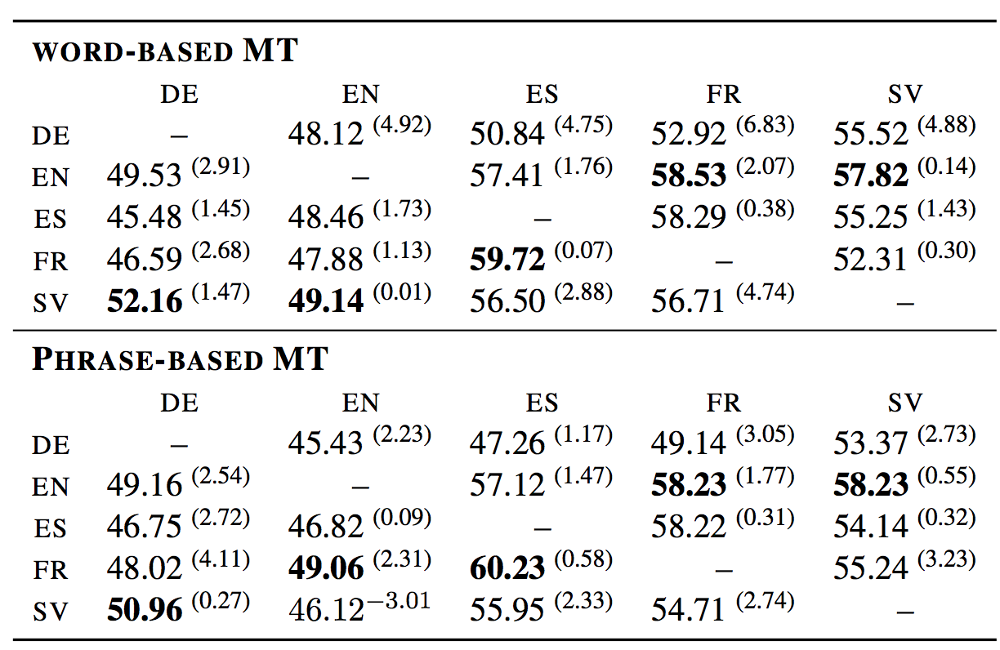 WORD-BASED MT
DE EN ES FR SV
DE – 48.12 (4.92) 50.84 (4.75) 52.92 (6.83) 55.52 (4.88)
EN 49.53 (2.91) – 57.41 (1.76) 58.53 (2.07) 57.82 (0.14)
ES 45.48 (1.45) 48.46 (1.73) – 58.29 (0.38) 55.25 (1.43)
FR 46.59 (2.68) 47.88 (1.13) 59.72 (0.07) – 52.31 (0.30)
SV 52.16 (1.47) 49.14 (0.01) 56.50 (2.88) 56.71 (4.74) –
PHRASE-BASED MT
DE EN ES FR SV
DE – 45.43 (2.23) 47.26 (1.17) 49.14 (3.05) 53.37 (2.73)
EN 49.16 (2.54) – 57.12 (1.47) 58.23 (1.77) 58.23 (0.55)
ES 46.75 (2.72) 46.82 (0.09) – 58.22 (0.31) 54.14 (0.32)
FR 48.02 (4.11) 49.06 (2.31) 60.23 (0.58) – 55.24 (3.23)
SV 50.96 (0.27) 46.12 −3.01 55.95 (2.33) 54.71 (2.74) –